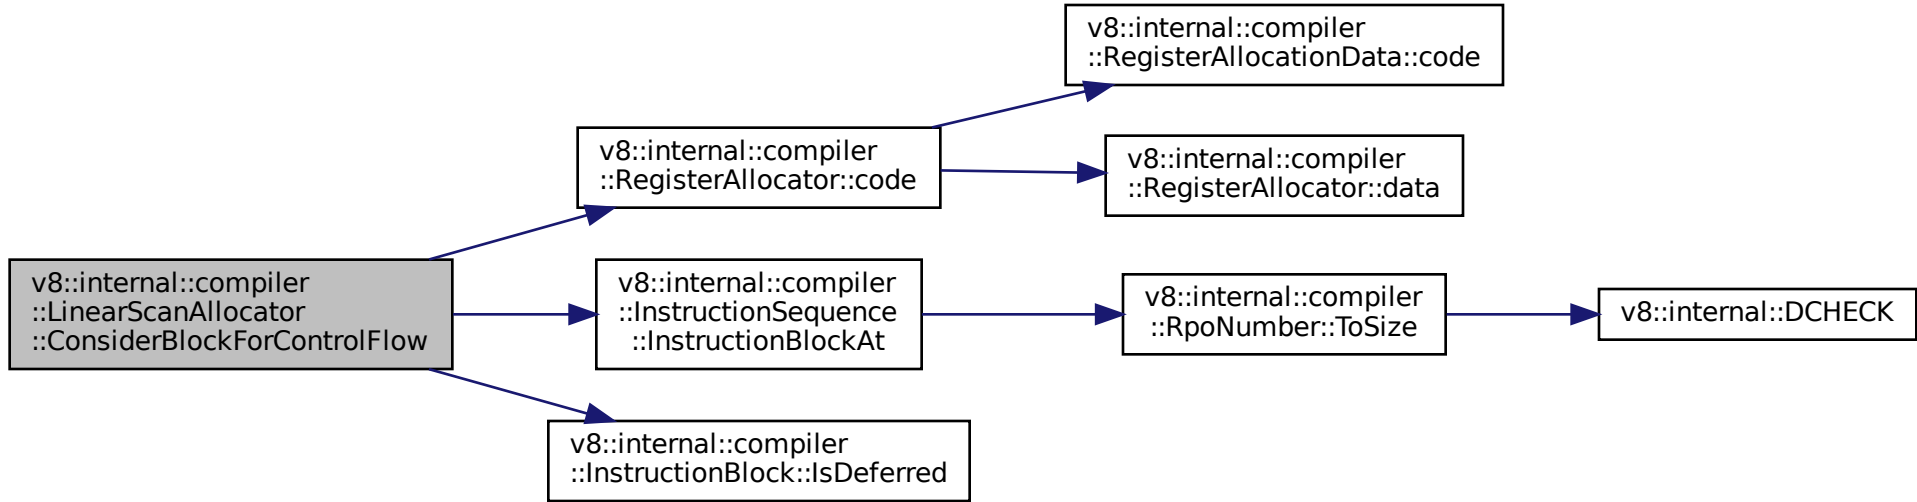 v8::internal::compiler
::LinearScanAllocator
::ConsiderBlockForControlFlow
v8::internal::compiler
::RegisterAllocator::code
v8::internal::compiler
::RegisterAllocationData::code
v8::internal::compiler
::RegisterAllocator::data
v8::internal::compiler
::InstructionSequence
::InstructionBlockAt
v8::internal::compiler
::RpoNumber::ToSize
v8::internal::DCHECK
v8::internal::compiler
::InstructionBlock::IsDeferred